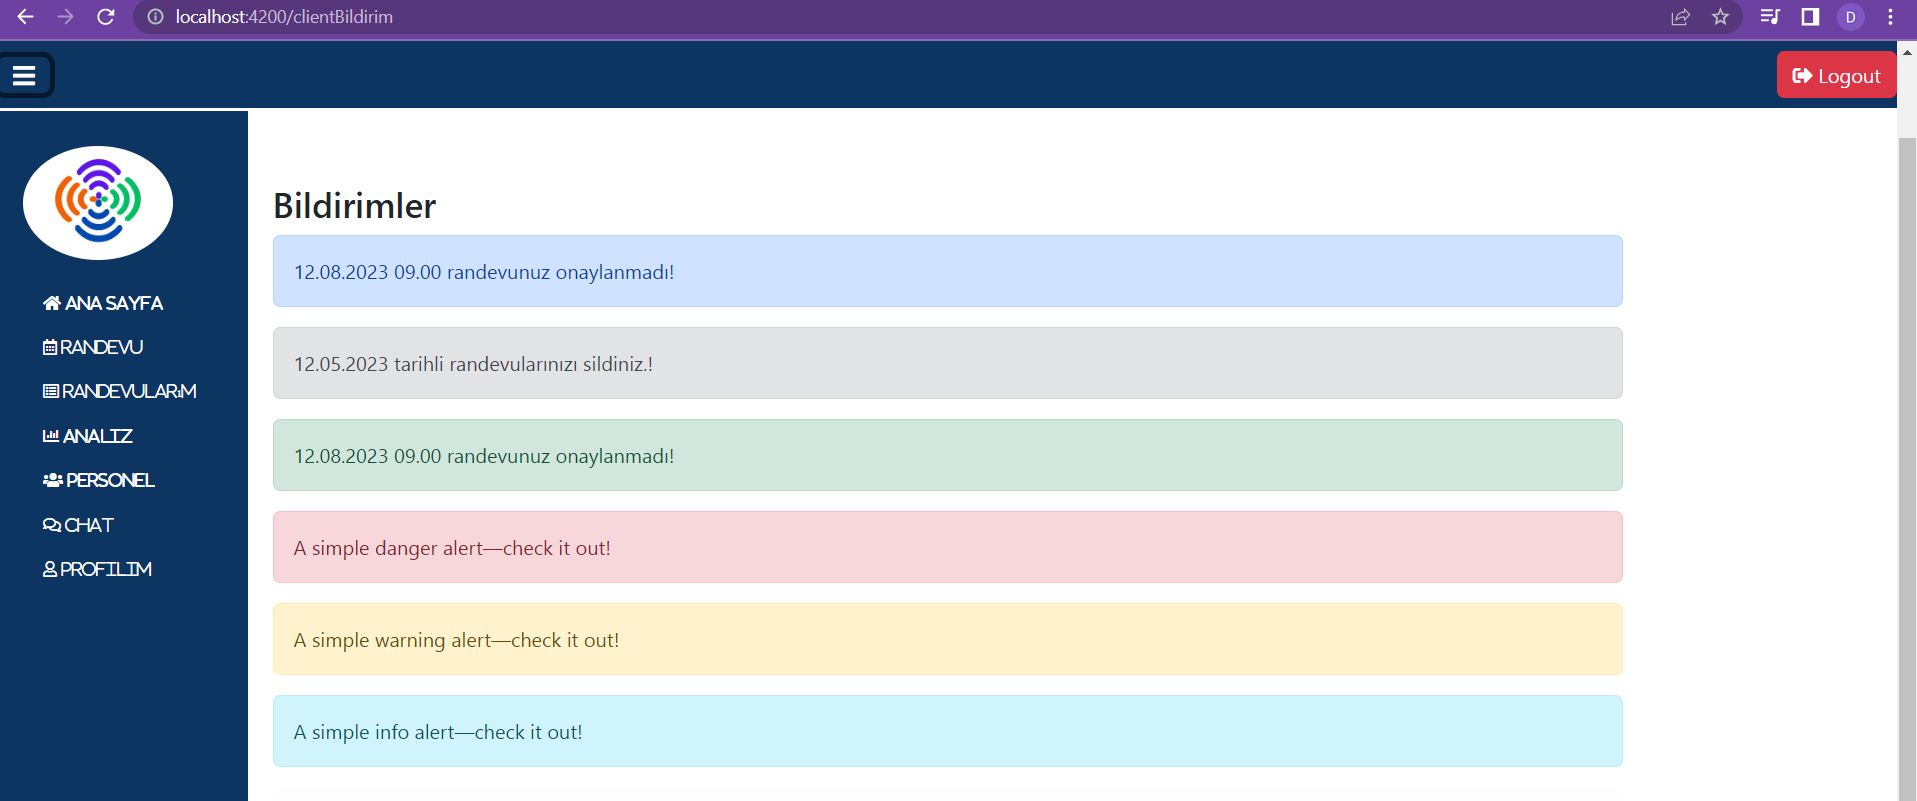 localhost:4200/clientBildirim
D
Logout
Bildirimler
12.08.2023 09.00 randevunuz onaylanmadı!
12.05.2023 tarihli randevularınızı sildiniz.!
12.08.2023 09.00 randevunuz onaylanmadı!
A simple danger alert—check it out!
A simple warning alert—check it out!
A simple info alert—check it out!
ANA SAYFA
RANDEVU
RANDEVULARıM
ANALIZ
PERSONEL
CHAT
PROFILIM